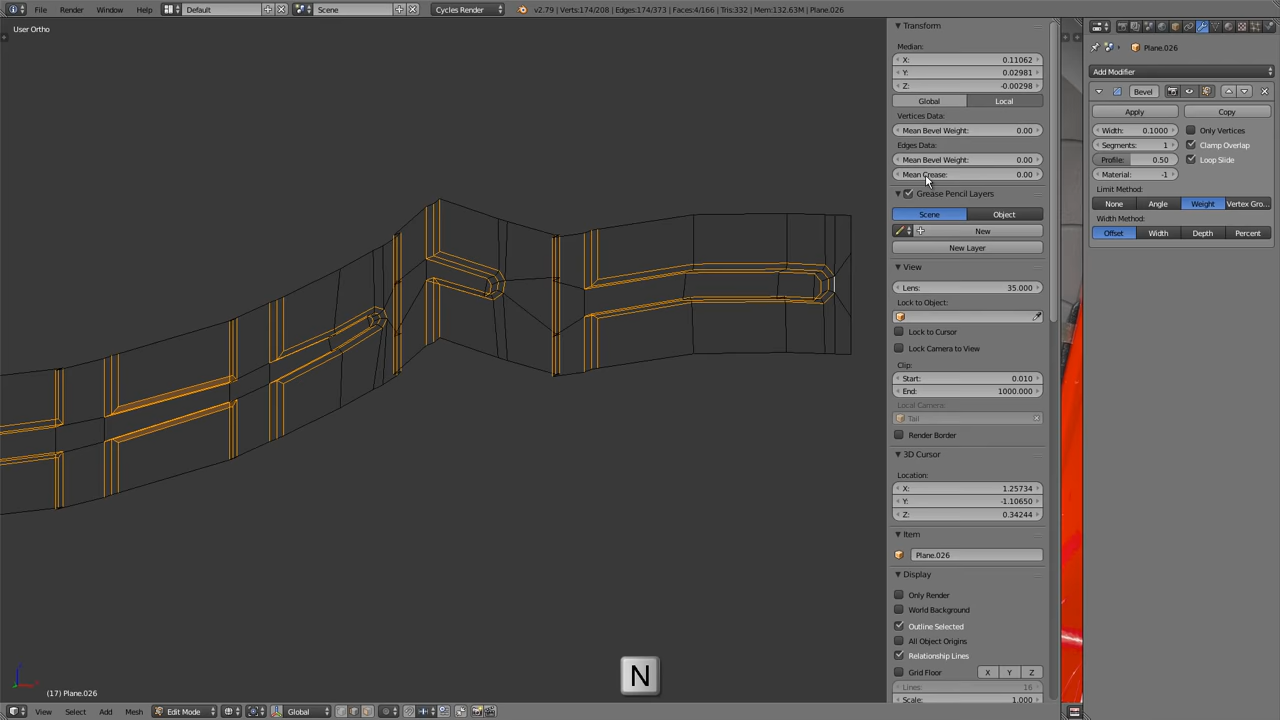 File Render Window Help Default Scene Cycles Render v2.79 | Verts:174/208 | Edges:174/373 | Faces:4/166 | Tris:332 | Mem:132.63M | Plane.026
User Ortho
Transform
Median:
X: 0.11062
Y: 0.02981
Z: -0.00298
Global Local
Vertices Data:
Mean Bevel Weight: 0.00
Edges Data:
Mean Bevel Weight: 0.00
Mean Crease: 0.00
Grease Pencil Layers
Scene Object
New
New Layer
View
Lens: 35.000
Lock to Object:
Lock to Cursor
Lock Camera to View
Clip:
Start: 0.010
End: 1000.000
Local Camera:
Tail
Render Border
3D Cursor
Location:
X: 1.25734
Y: -1.10650
Z: 0.34244
Item
Plane.026
Display
Only Render
World Background
Outline Selected
All Object Origins
Relationship Lines
Grid Floor X Y Z
Lines: 16
Scale: 1.000
Plane.026
Add Modifier
Bevel
Apply Copy
Width: 0.1000 Only Vertices
Segments: 1 Clamp Overlap
Profile: 0.50 Loop Slide
Material: -1
Limit Method:
None Angle Weight Vertex Gro...
Width Method:
Offset Width Depth Percent
N
(17) Plane.026
View Select Add Mesh Edit Mode Global